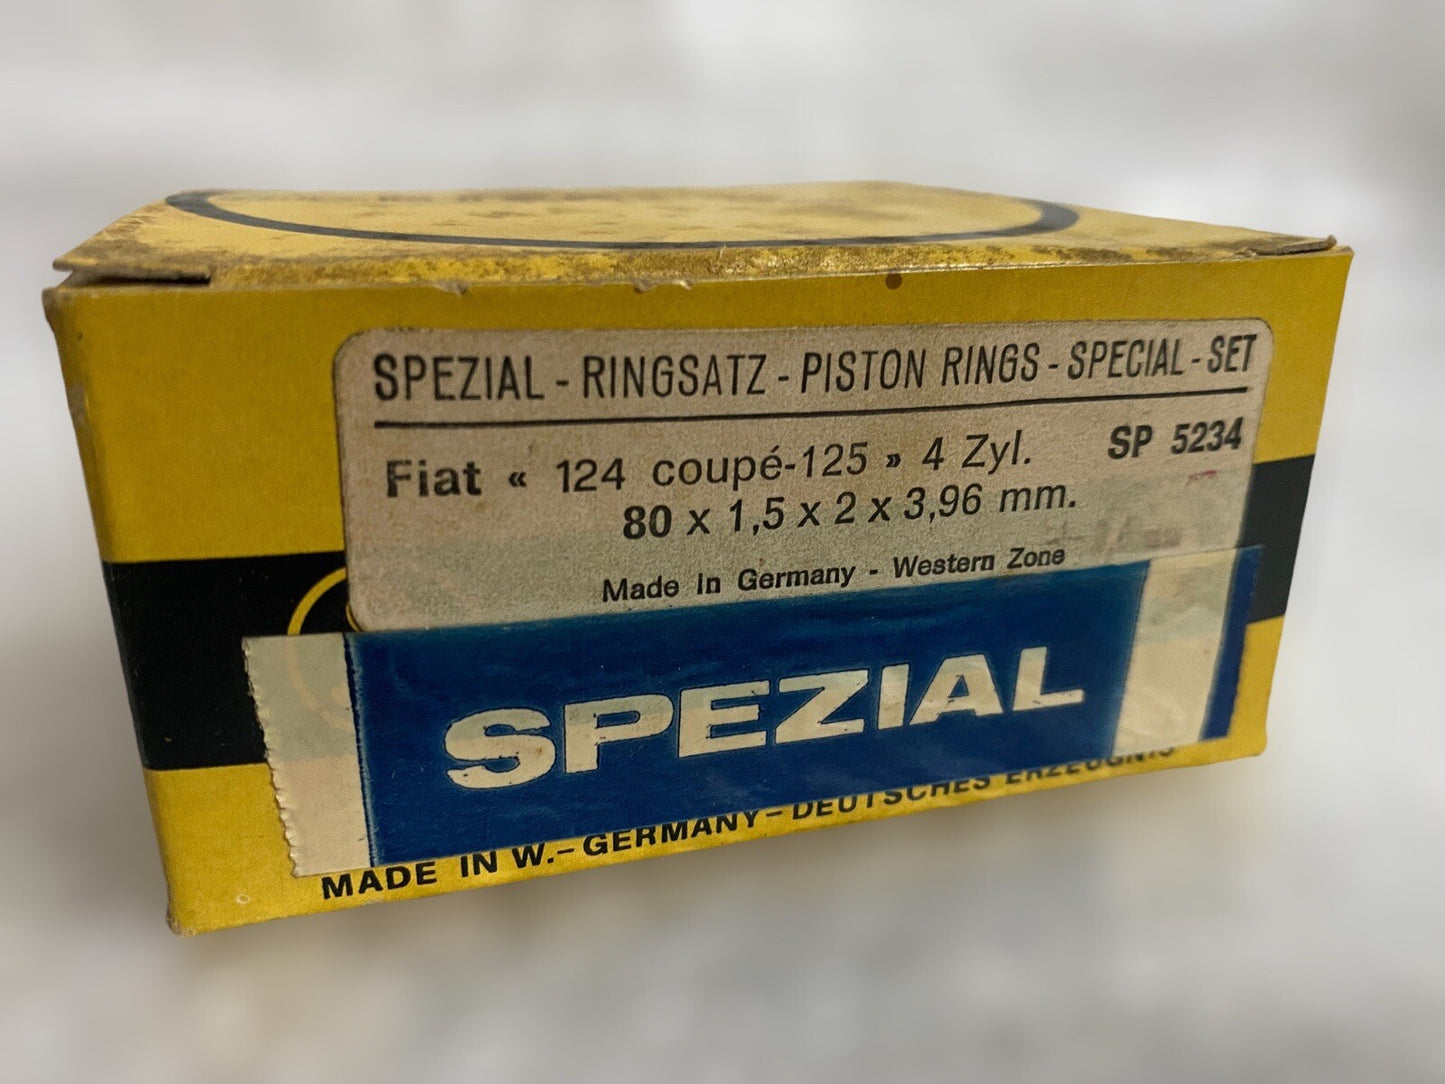 SPEZIAL - RINGSATZ - PISTON RINGS - SPECIAL - SET
Fiat « 124 coupé-125 » 4 Zyl. SP 5234
80 x 1,5 x 2 x 3,96 mm.
Made In Germany - Western Zone
SPEZIAL
MADE IN W.-GERMANY-DEUTSCHES ERZEUGNIS